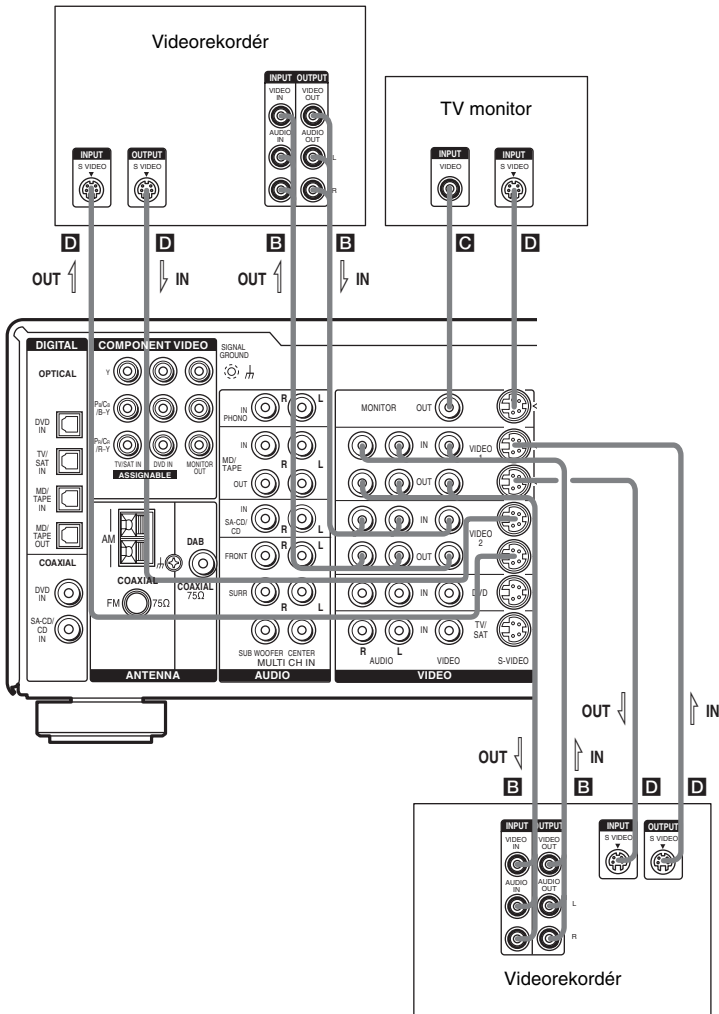 Videorekordér
INPUT OUTPUT
VIDEO IN
VIDEO OUT
AUDIO IN
AUDIO OUT
L
R
INPUT
S VIDEO
OUTPUT
S VIDEO
TV monitor
INPUT
VIDEO
INPUT
S VIDEO
D
D
B
B
C
D
OUT
IN
OUT
IN
DIGITAL
OPTICAL
DVD IN
TV/ SAT IN
MD/ TAPE IN
MD/ TAPE OUT
COAXIAL
DVD IN
SA-CD/ CD IN
COMPONENT VIDEO
Y
PB/CB /B-Y
PR/CR /R-Y
TV/SAT IN
DVD IN
MONITOR OUT
ASSIGNABLE
SIGNAL GROUND
AM
DAB
COAXIAL
FM
75Ω
COAXIAL
75Ω
ANTENNA
R
L
IN
PHONO
IN
MD/ TAPE
R
L
OUT
IN
SA-CD/ CD
R
L
FRONT
SURR
R
L
SUB WOOFER
CENTER
MULTI CH IN
AUDIO
MONITOR
OUT
IN
VIDEO
OUT
IN
VIDEO 2
OUT
IN
DVD
IN
TV/ SAT
R
L
AUDIO
VIDEO
S-VIDEO
VIDEO
OUT
IN
OUT
IN
B
B
D
D
INPUT
OUTPUT
VIDEO IN
VIDEO OUT
AUDIO IN
AUDIO OUT
L
R
INPUT
S VIDEO
OUTPUT
S VIDEO
Videorekordér